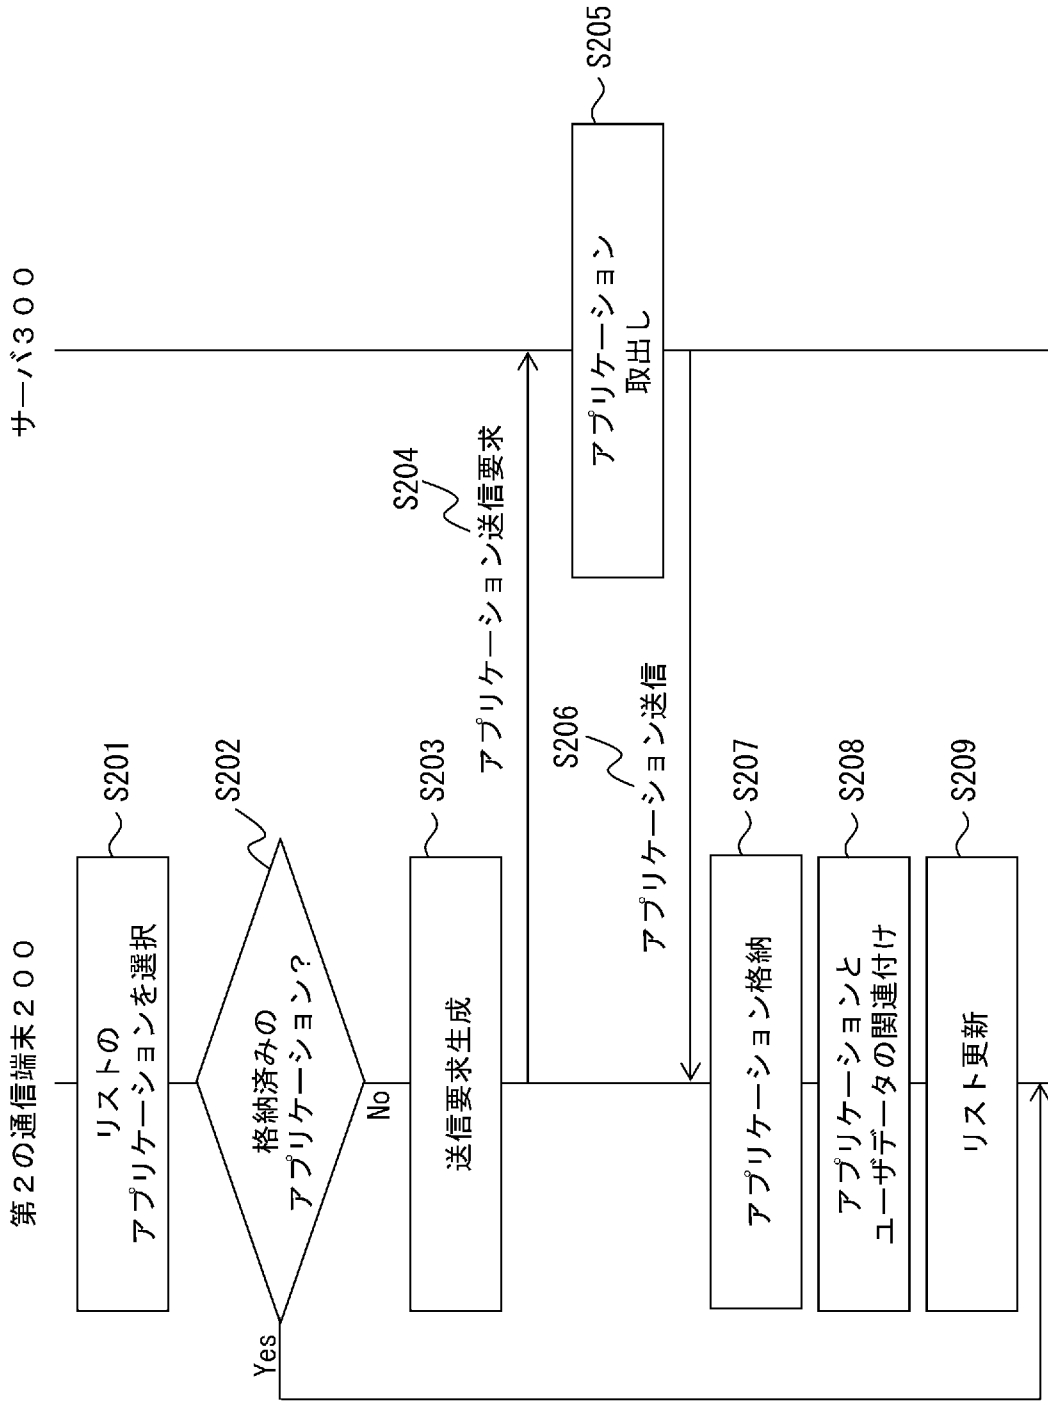 第２の通信端末２００
サーバ３００
リストの
アプリケーションを選択
S201
格納済みの
アプリケーション？
S202
Yes
No
送信要求生成
S203
S204
アプリケーション送信要求
アプリケーション
取出し
S205
S206
アプリケーション送信
アプリケーション格納
S207
アプリケーションと
ユーザデータの関連付け
S208
リスト更新
S209